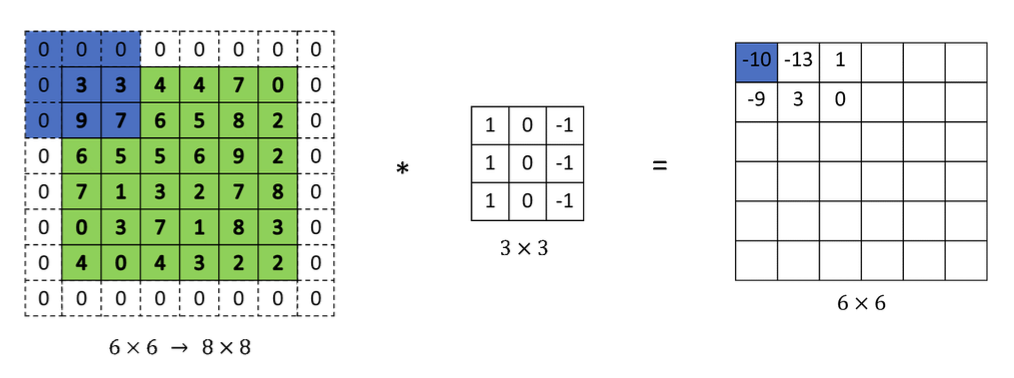 0 0 0 0 0 0 0 0
0 3 3 4 4 7 0 0
0 9 7 6 5 8 2 0
0 6 5 5 6 9 2 0
0 7 1 3 2 7 8 0
0 0 3 7 1 8 3 0
0 4 0 4 3 2 2 0
0 0 0 0 0 0 0 0
6 × 6 → 8 × 8
*
1 0 -1
1 0 -1
1 0 -1
3 × 3
=
-10 -13 1
-9 3 0
6 × 6